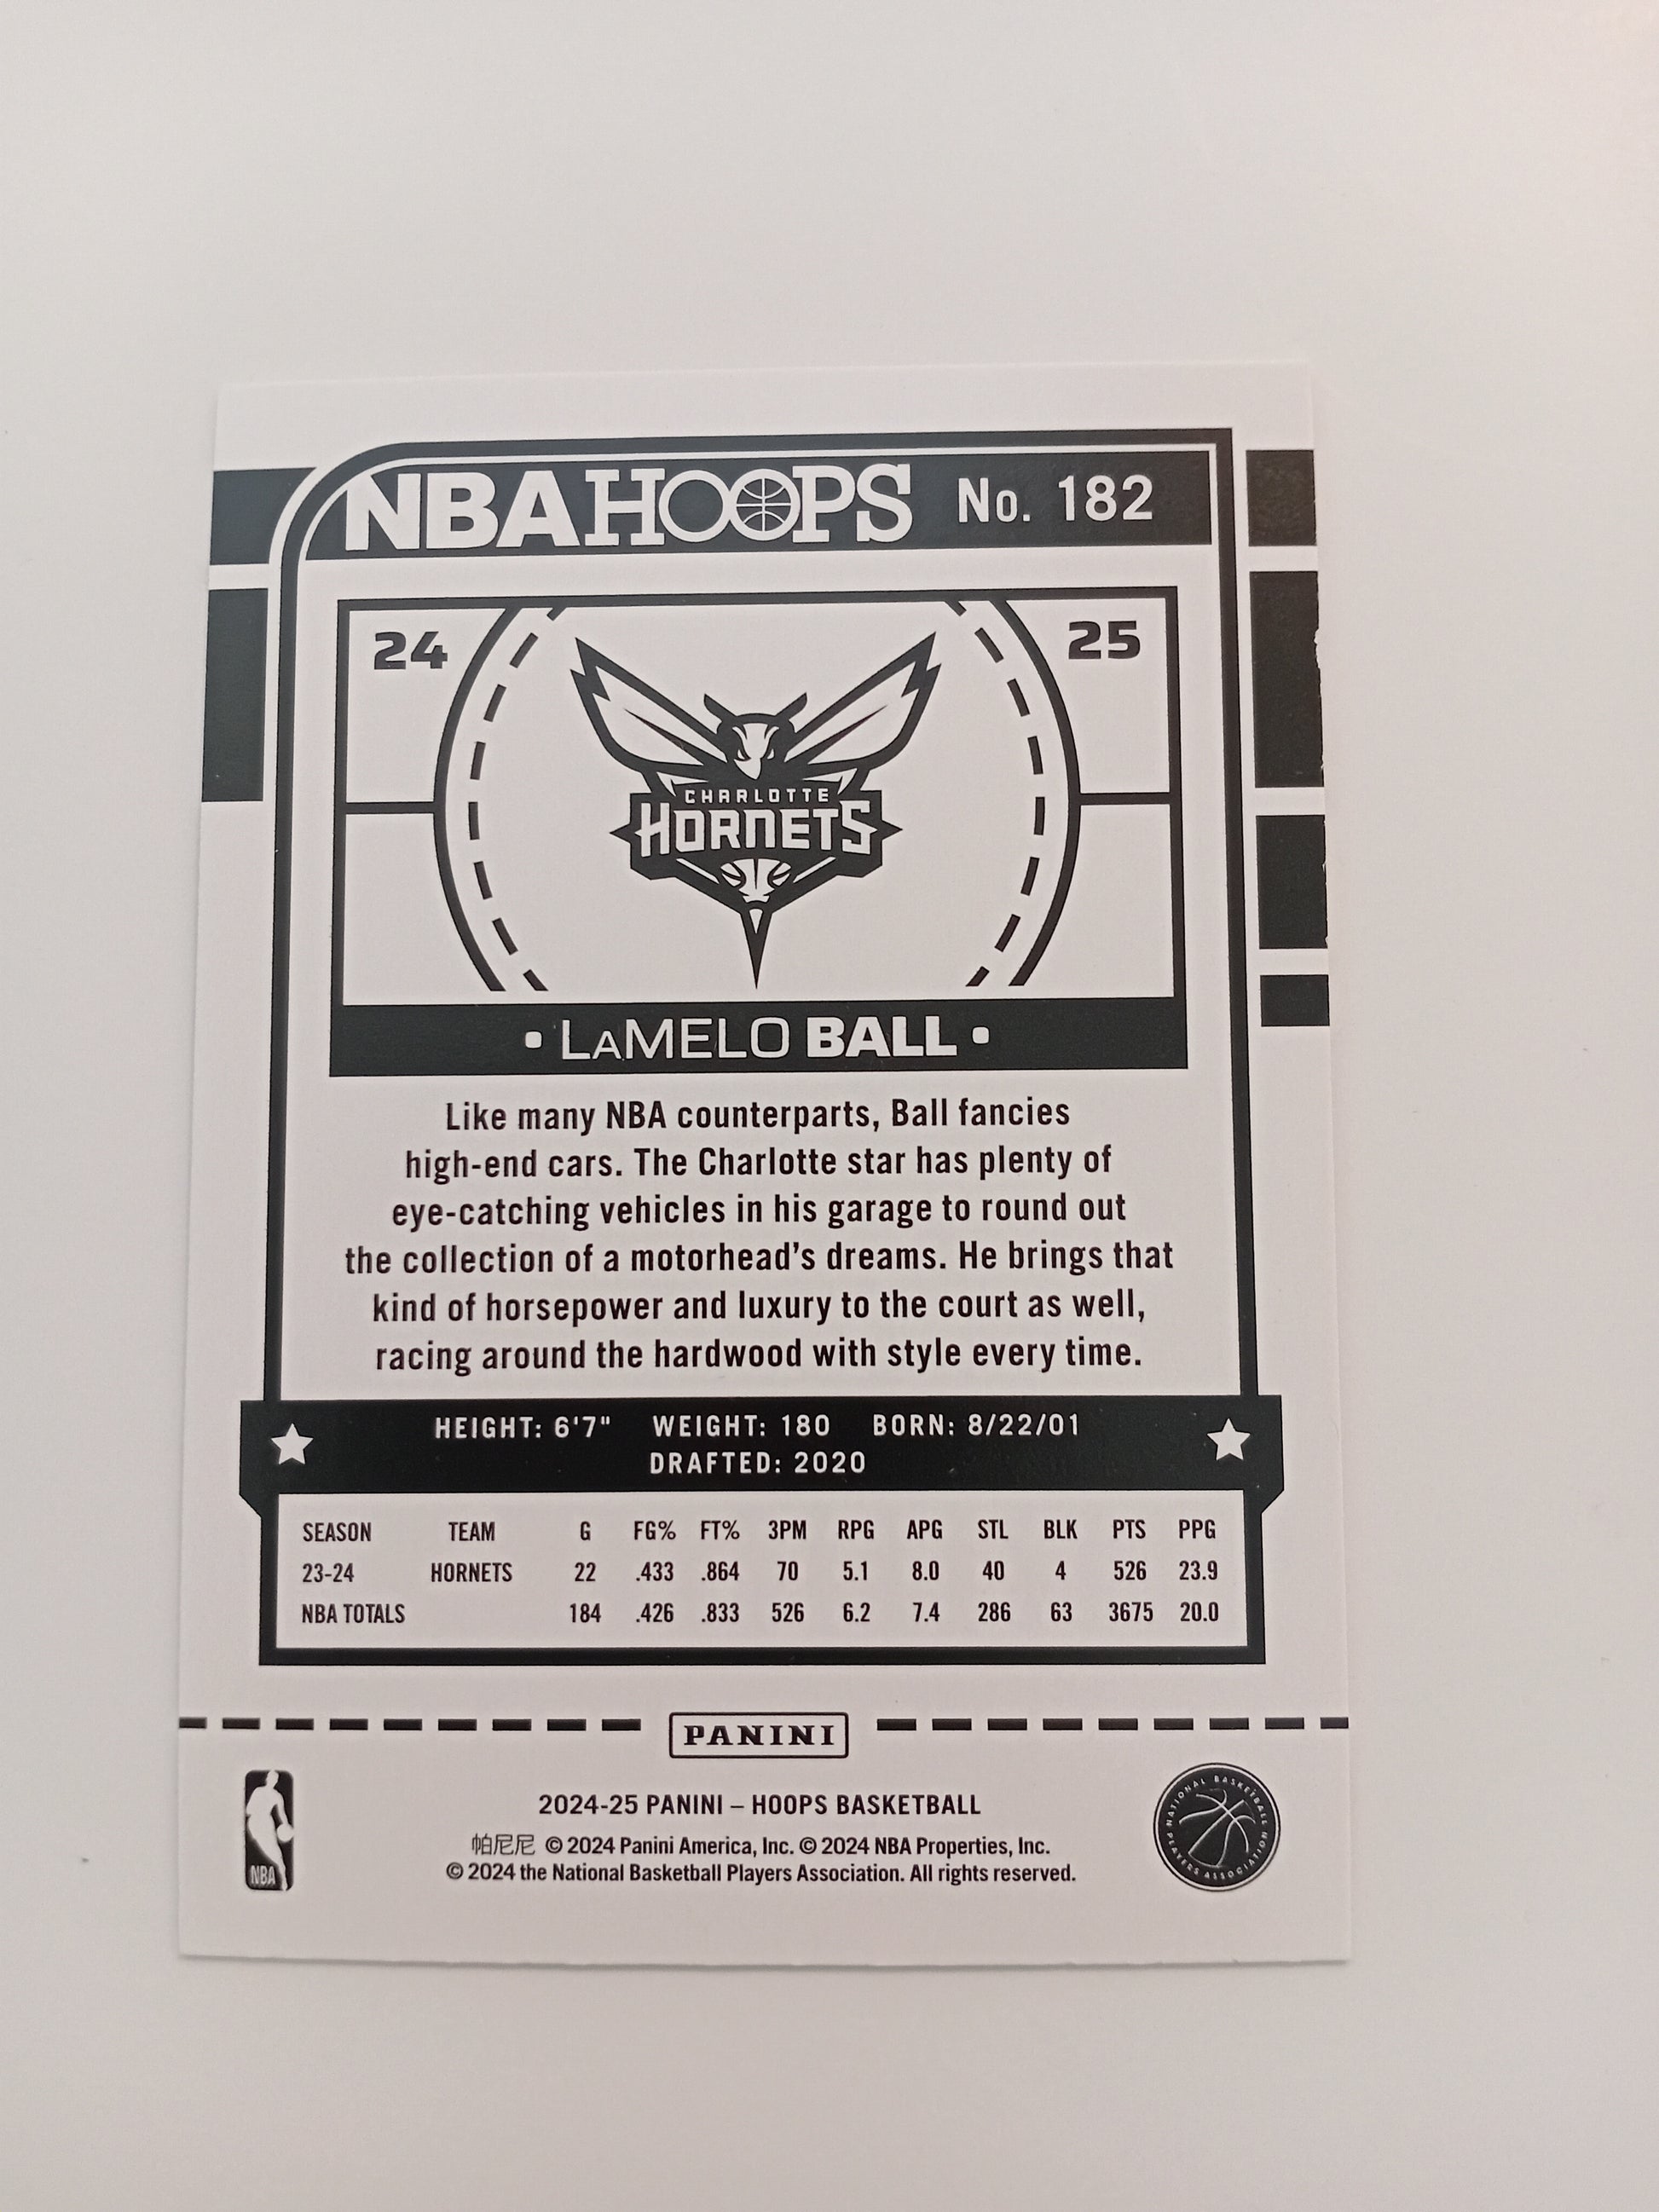 NBA HOOPS No. 182
24 25
CHARLOTTE
HORNETS
• LaMELO BALL •
Like many NBA counterparts, Ball fancies
high-end cars. The Charlotte star has plenty of
eye-catching vehicles in his garage to round out
the collection of a motorhead’s dreams. He brings that
kind of horsepower and luxury to the court as well,
racing around the hardwood with style every time.
HEIGHT: 6'7" WEIGHT: 180 BORN: 8/22/01
DRAFTED: 2020
SEASON TEAM G FG% FT% 3PM RPG APG STL BLK PTS PPG
23-24 HORNETS 22 .433 .864 70 5.1 8.0 40 4 526 23.9
NBA TOTALS 184 .426 .833 526 6.2 7.4 286 63 3675 20.0
PANINI
2024-25 PANINI – HOOPS BASKETBALL
帕尼尼 © 2024 Panini America, Inc. © 2024 NBA Properties, Inc.
© 2024 the National Basketball Players Association. All rights reserved.
NBA
NATIONAL BASKETBALL PLAYERS ASSOCIATION